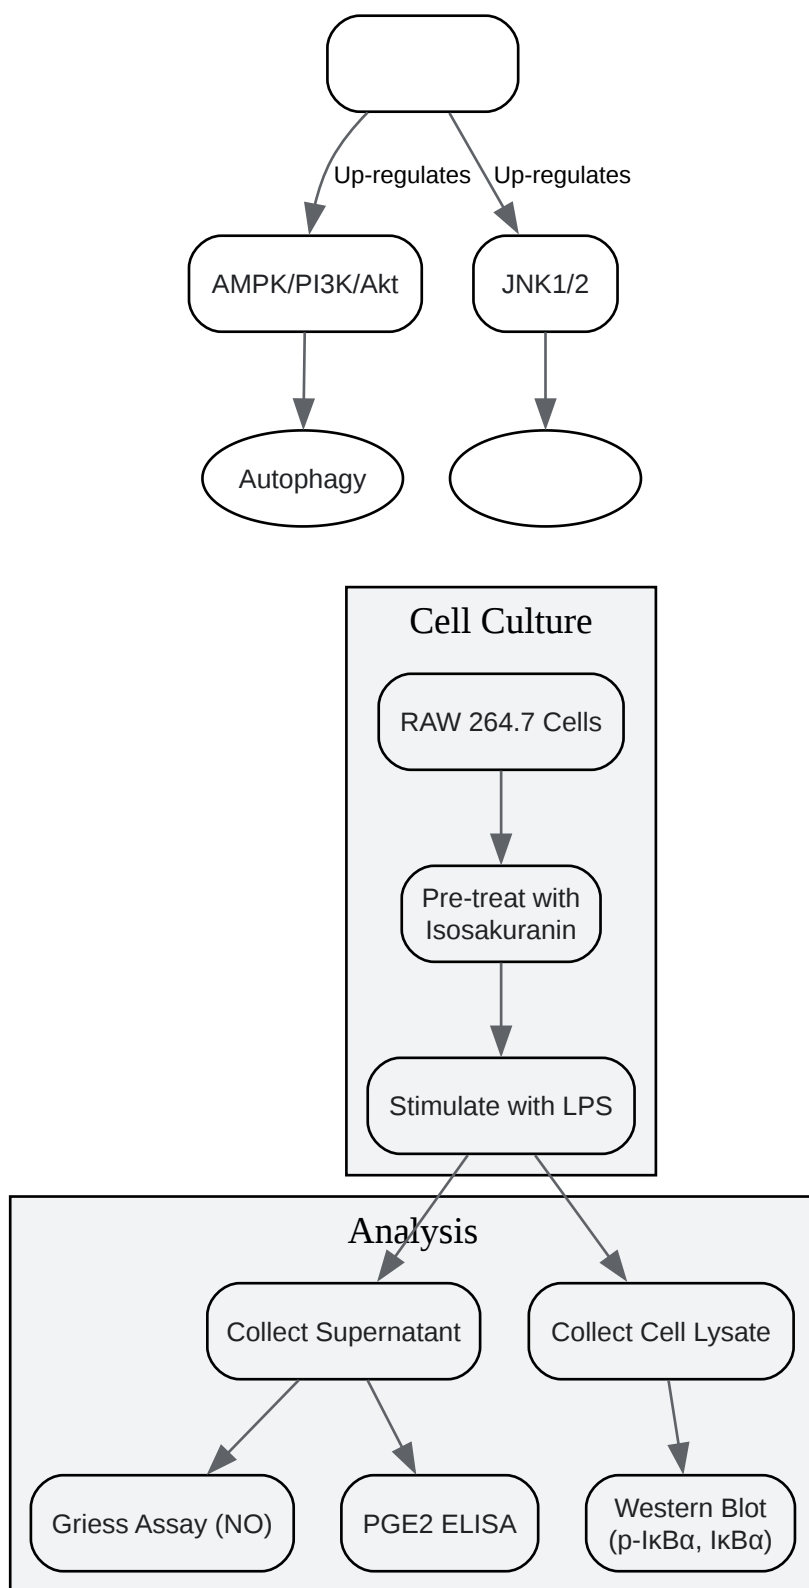 Up-regulates
Up-regulates
AMPK/PI3K/Akt
JNK1/2
Autophagy
Cell Culture
RAW 264.7 Cells
Pre-treat with
Isosakuranin
Stimulate with LPS
Analysis
Collect Supernatant
Collect Cell Lysate
Griess Assay (NO)
PGE2 ELISA
Western Blot
(p-IκBα, IκBα)